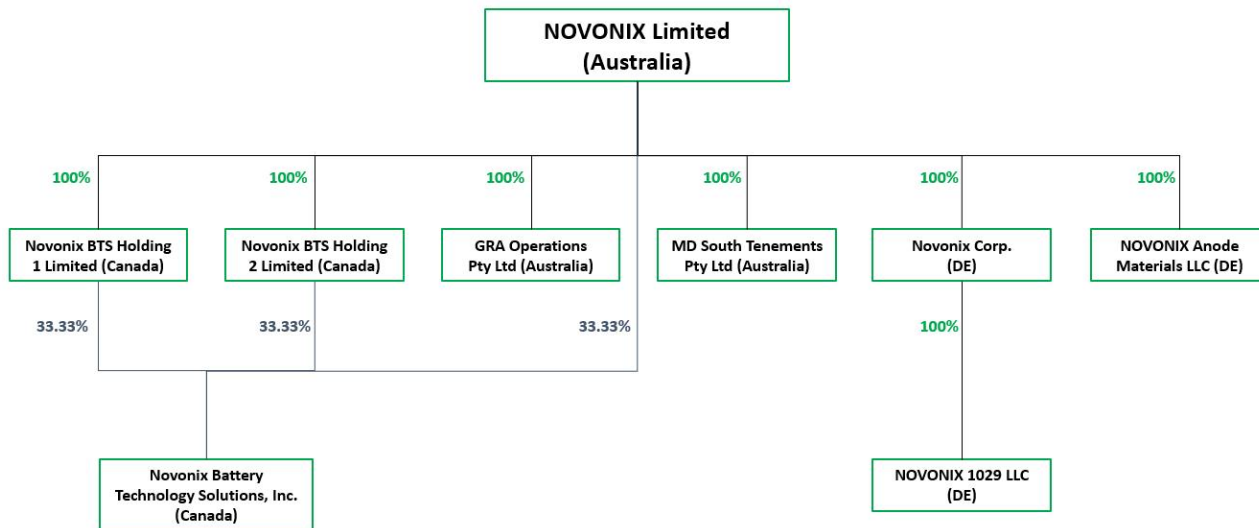 NOVONIX Limited
(Australia)
100%
100%
100%
100%
100%
100%
Novonix BTS Holding
1 Limited (Canada)
Novonix BTS Holding
2 Limited (Canada)
GRA Operations
Pty Ltd (Australia)
MD South Tenements
Pty Ltd (Australia)
Novonix Corp.
(DE)
NOVONIX Anode
Materials LLC (DE)
33.33%
33.33%
33.33%
100%
Novonix Battery
Technology Solutions, Inc.
(Canada)
NOVONIX 1029 LLC
(DE)